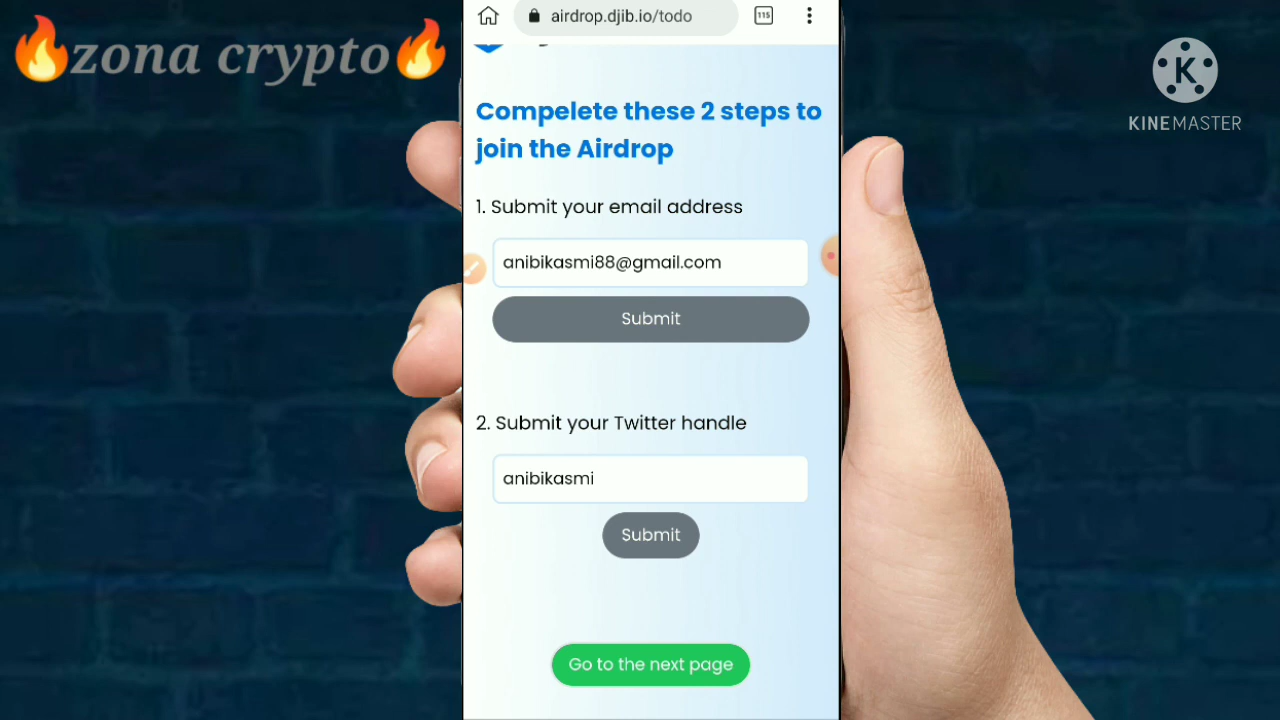 🔥zona crypto🔥
KINEMASTER
airdrop.djib.io/todo
115
Compelete these 2 steps to
join the Airdrop
1. Submit your email address
anibikasmi88@gmail.com
Submit
2. Submit your Twitter handle
anibikasmi
Submit
Go to the next page